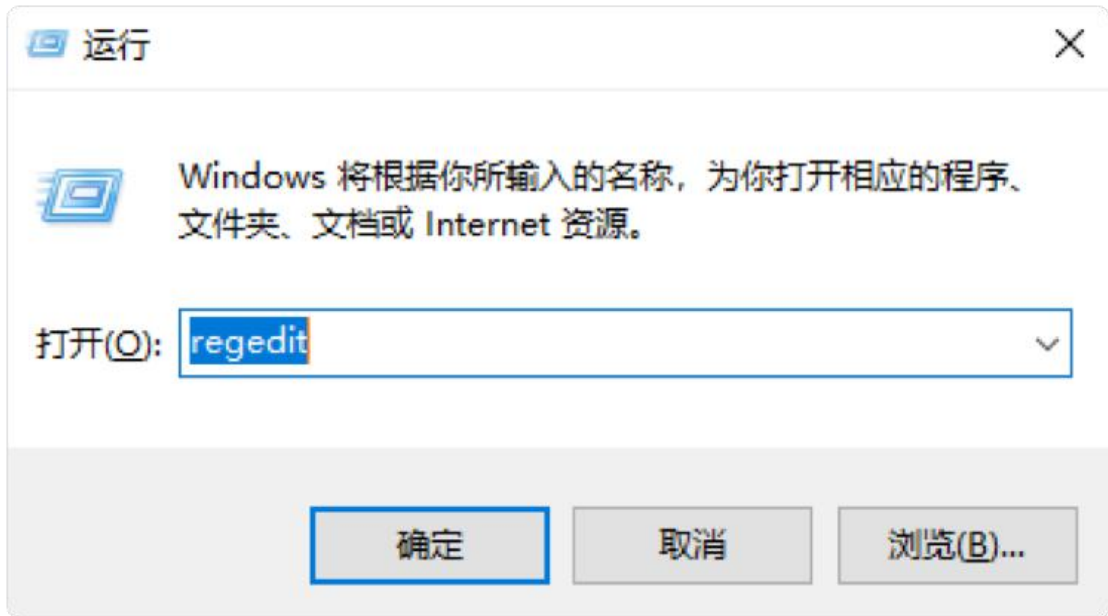 运行
Windows 将根据你所输入的名称，为你打开相应的程序、
文件夹、文档或 Internet 资源。
打开(O): regedit
确定 取消 浏览(B)...